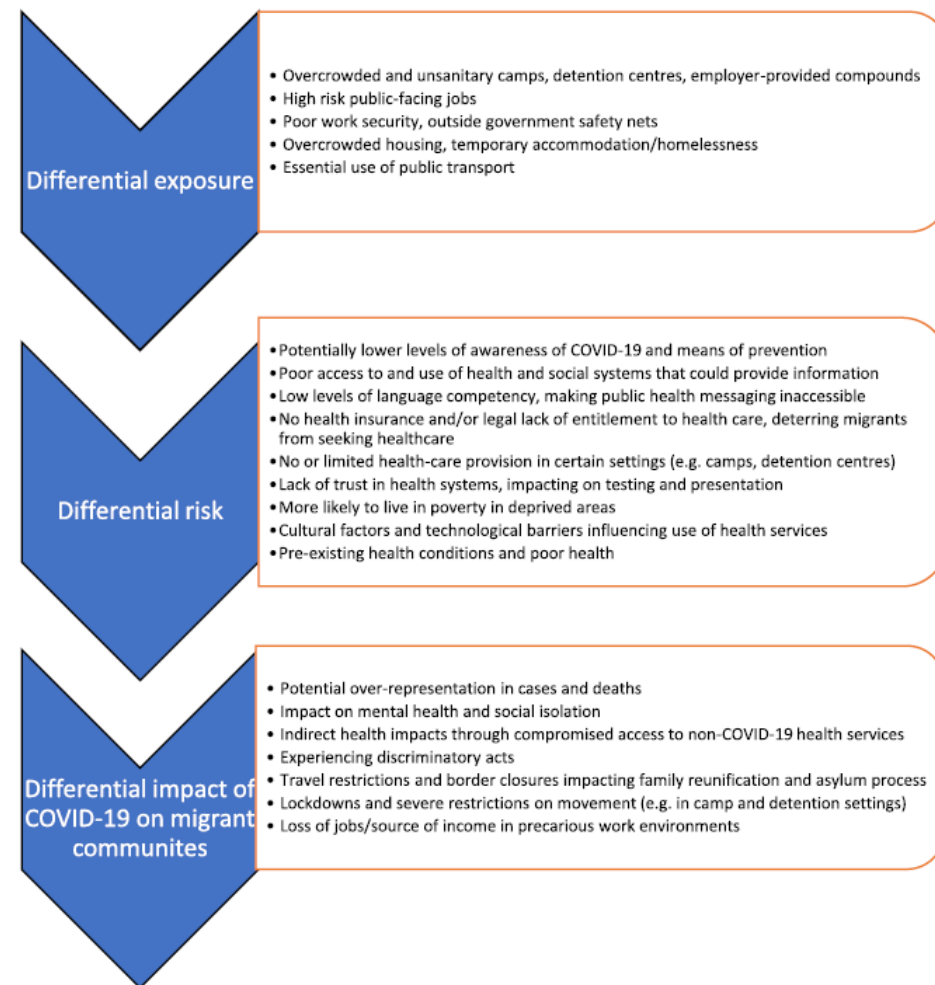 Differential exposure
• Overcrowded and unsanitary camps, detention centres, employer-provided compounds
• High risk public-facing jobs
• Poor work security, outside government safety nets
• Overcrowded housing, temporary accommodation/homelessness
• Essential use of public transport
Differential risk
• Potentially lower levels of awareness of COVID-19 and means of prevention
• Poor access to and use of health and social systems that could provide information
• Low levels of language competency, making public health messaging inaccessible
• No health insurance and/or legal lack of entitlement to health care, deterring migrants
from seeking healthcare
• No or limited health-care provision in certain settings (e.g. camps, detention centres)
• Lack of trust in health systems, impacting on testing and presentation
• More likely to live in poverty in deprived areas
• Cultural factors and technological barriers influencing use of health services
• Pre-existing health conditions and poor health
Differential impact of
COVID-19 on migrant
communites
• Potential over-representation in cases and deaths
• Impact on mental health and social isolation
• Indirect health impacts through compromised access to non-COVID-19 health services
• Experiencing discriminatory acts
• Travel restrictions and border closures impacting family reunification and asylum process
• Lockdowns and severe restrictions on movement (e.g. in camp and detention settings)
• Loss of jobs/source of income in precarious work environments